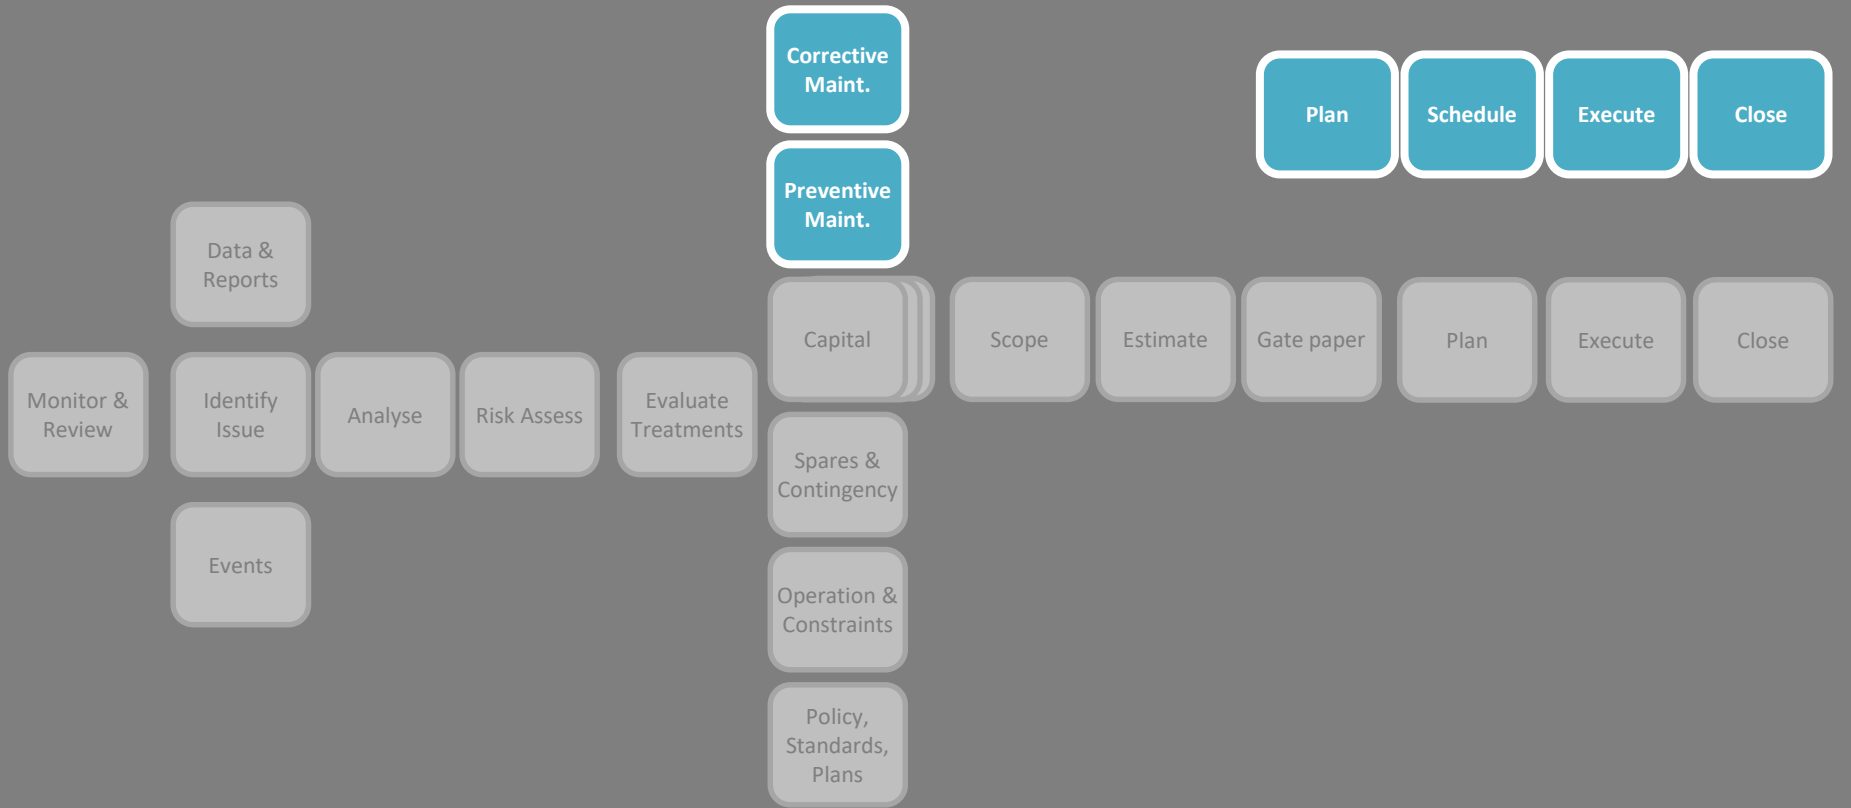 Corrective
Maint.
Plan
Schedule
Execute
Close
Preventive
Maint.
Data &
Reports
Capital
Scope
Estimate
Gate paper
Plan
Execute
Close
Monitor &
Review
Identify
Issue
Analyse
Risk Assess
Evaluate
Treatments
Spares &
Contingency
Events
Operation &
Constraints
Policy,
Standards,
Plans